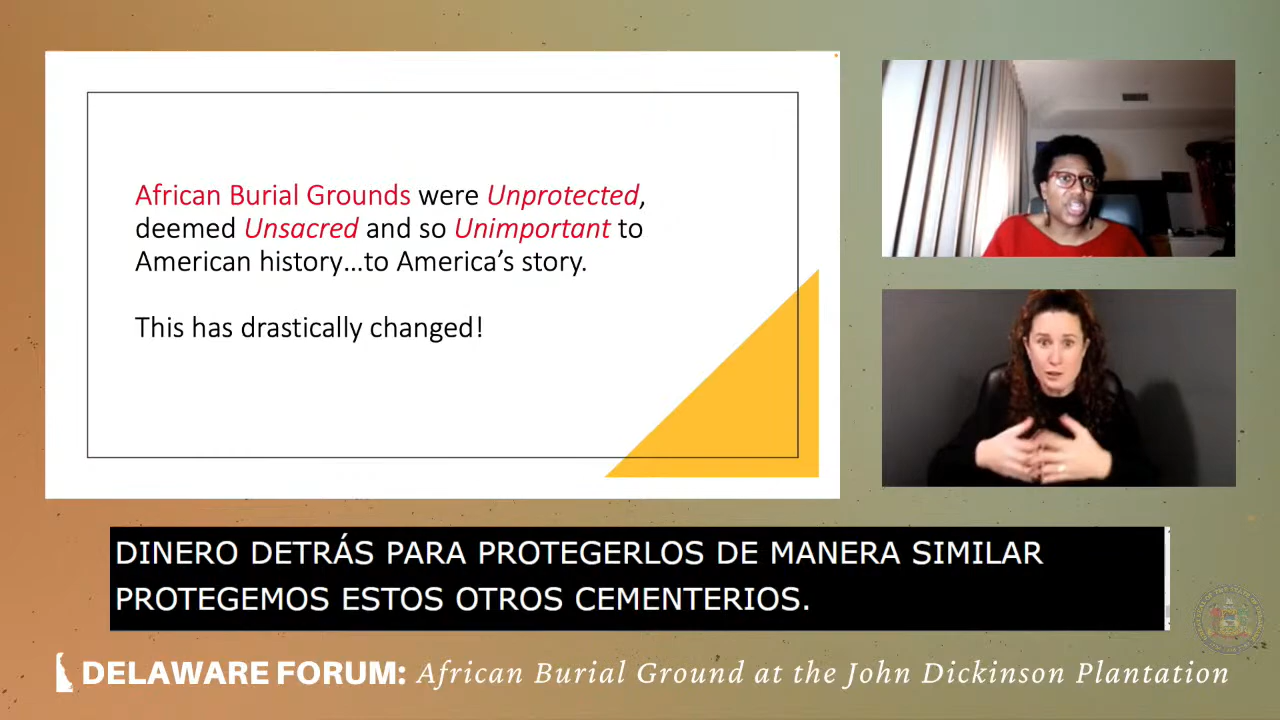 African Burial Grounds were Unprotected,
deemed Unsacred and so Unimportant to
American history…to America’s story.
This has drastically changed!
DINERO DETRÁS PARA PROTEGERLOS DE MANERA SIMILAR
PROTEGEMOS ESTOS OTROS CEMENTERIOS.
DELAWARE FORUM: African Burial Ground at the John Dickinson Plantation